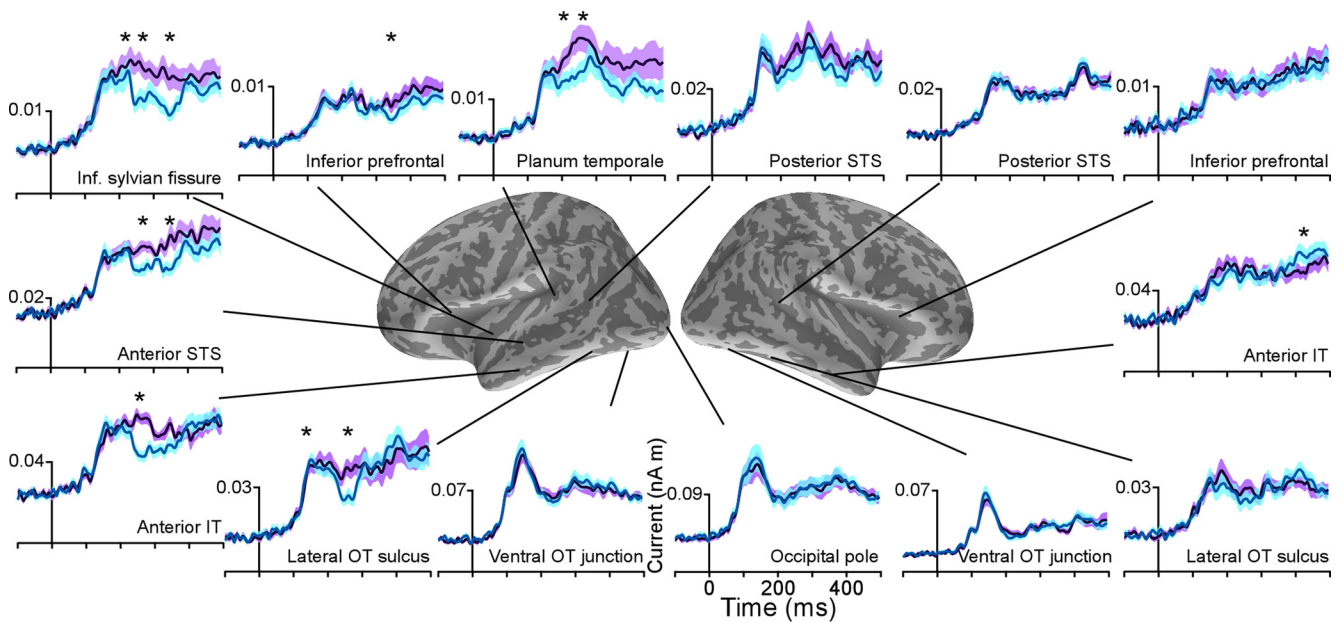 * * *
*
* *
0.01
Inf. sylvian fissure
0.01
Inferior prefrontal
0.01
Planum temporale
0.02
Posterior STS
0.02
Posterior STS
0.01
Inferior prefrontal
* *
0.02
Anterior STS
*
0.04
Anterior IT
*
0.04
Anterior IT
* *
0.03
Lateral OT sulcus
0.07
Ventral OT junction
Current (nA m)
0.09
Occipital pole
0 200 400
Time (ms)
0.07
Ventral OT junction
0.03
Lateral OT sulcus